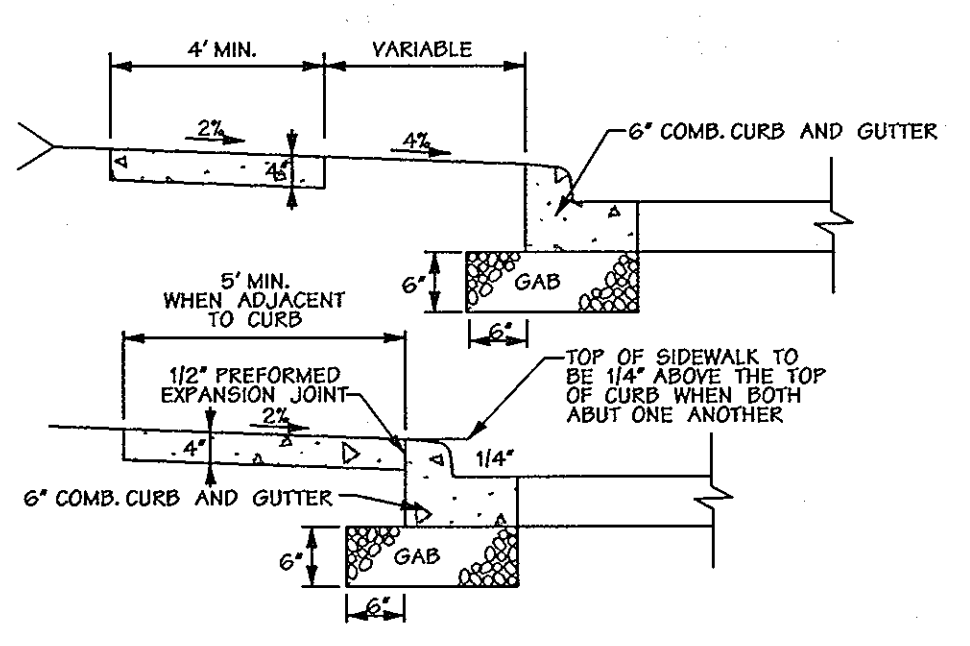 4' MIN.
VARIABLE
2%
4%
6" COMB. CURB AND GUTTER
4"
6"
GAB
6"
5' MIN.
WHEN ADJACENT
TO CURB
1/2" PREFORMED
EXPANSION JOINT
TOP OF SIDEWALK TO
BE 1/4" ABOVE THE TOP
OF CURB WHEN BOTH
ABUT ONE ANOTHER
2%
4"
1/4"
6" COMB. CURB AND GUTTER
6"
GAB
6"